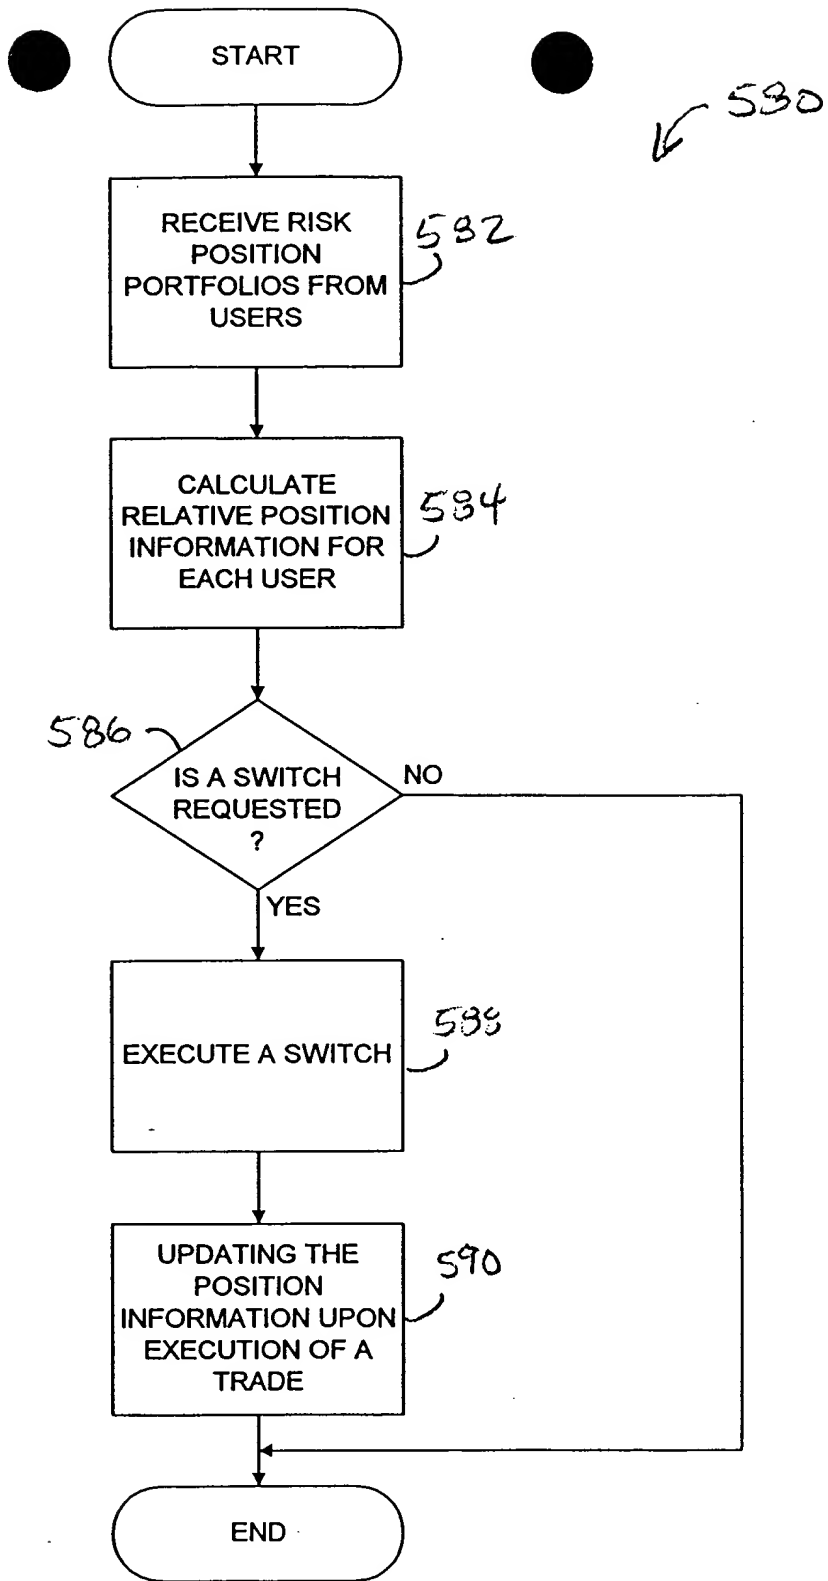 START
580
RECEIVE RISK
POSITION
PORTFOLIOS FROM
USERS
582
CALCULATE
RELATIVE POSITION
INFORMATION FOR
EACH USER
584
586
IS A SWITCH
REQUESTED
?
NO
YES
EXECUTE A SWITCH
588
UPDATING THE
POSITION
INFORMATION UPON
EXECUTION OF A
TRADE
590
END